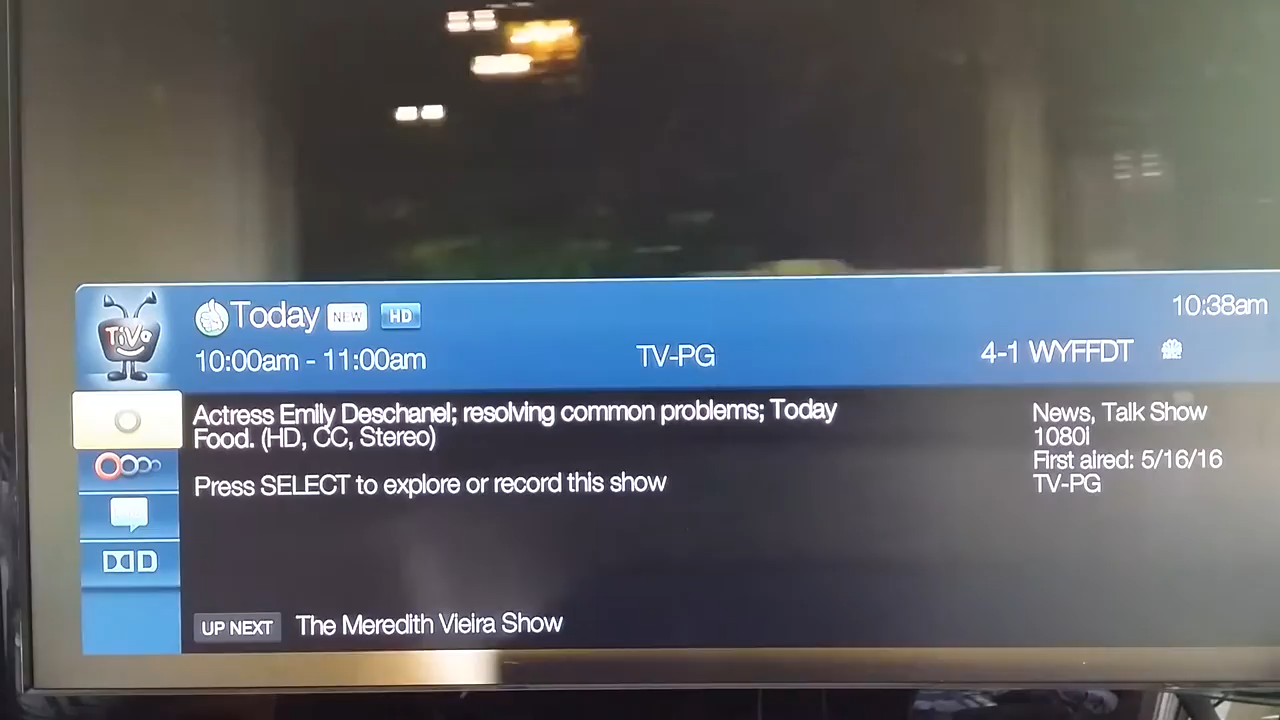 TiVo
Today NEW HD
10:38am
10:00am - 11:00am TV-PG 4-1 WYFFDT
Actress Emily Deschanel; resolving common problems; Today
Food. (HD, CC, Stereo)
Press SELECT to explore or record this show
News, Talk Show
1080i
First aired: 5/16/16
TV-PG
UP NEXT The Meredith Vieira Show